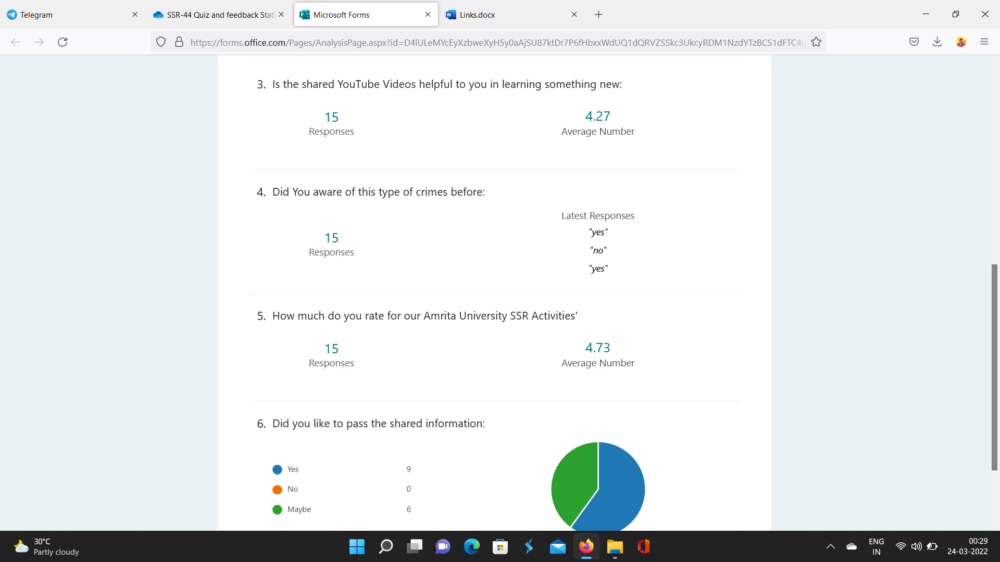 Telegram
SSR-44 Quiz and feedback Stati
Microsoft Forms
Links.docx
https://forms.office.com/Pages/AnalysisPage.aspx?id=D4lULeMYcEyXzbweXyH5y0aAjSU87ktDr7P6fHbxxWdUQ1dQRVZSSkc3UkcyRDM1NzdYTzBCS1dFTC4u
3. Is the shared YouTube Videos helpful to you in learning something new:
15
Responses
4.27
Average Number
4. Did You aware of this type of crimes before:
15
Responses
Latest Responses
"yes"
"no"
"yes"
5. How much do you rate for our Amrita University SSR Activities'
15
Responses
4.73
Average Number
6. Did you like to pass the shared information:
Yes 9
No 0
Maybe 6
30°C
Partly cloudy
ENG
IN
00:29
24-03-2022